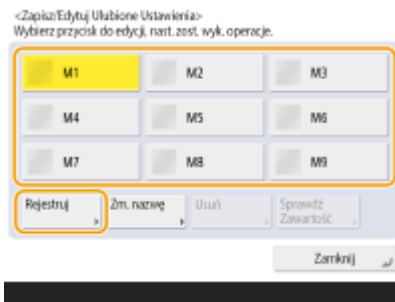 <Zapisz/Edytuj Ulubione Ustawienia>
Wybierz przycisk do edycji, nast. zost. wyk. operacje.
M1 M2 M3
M4 M5 M6
M7 M8 M9
Rejestruj Zm. nazwę Usuń Sprawdź
Zawartość
Zamknij